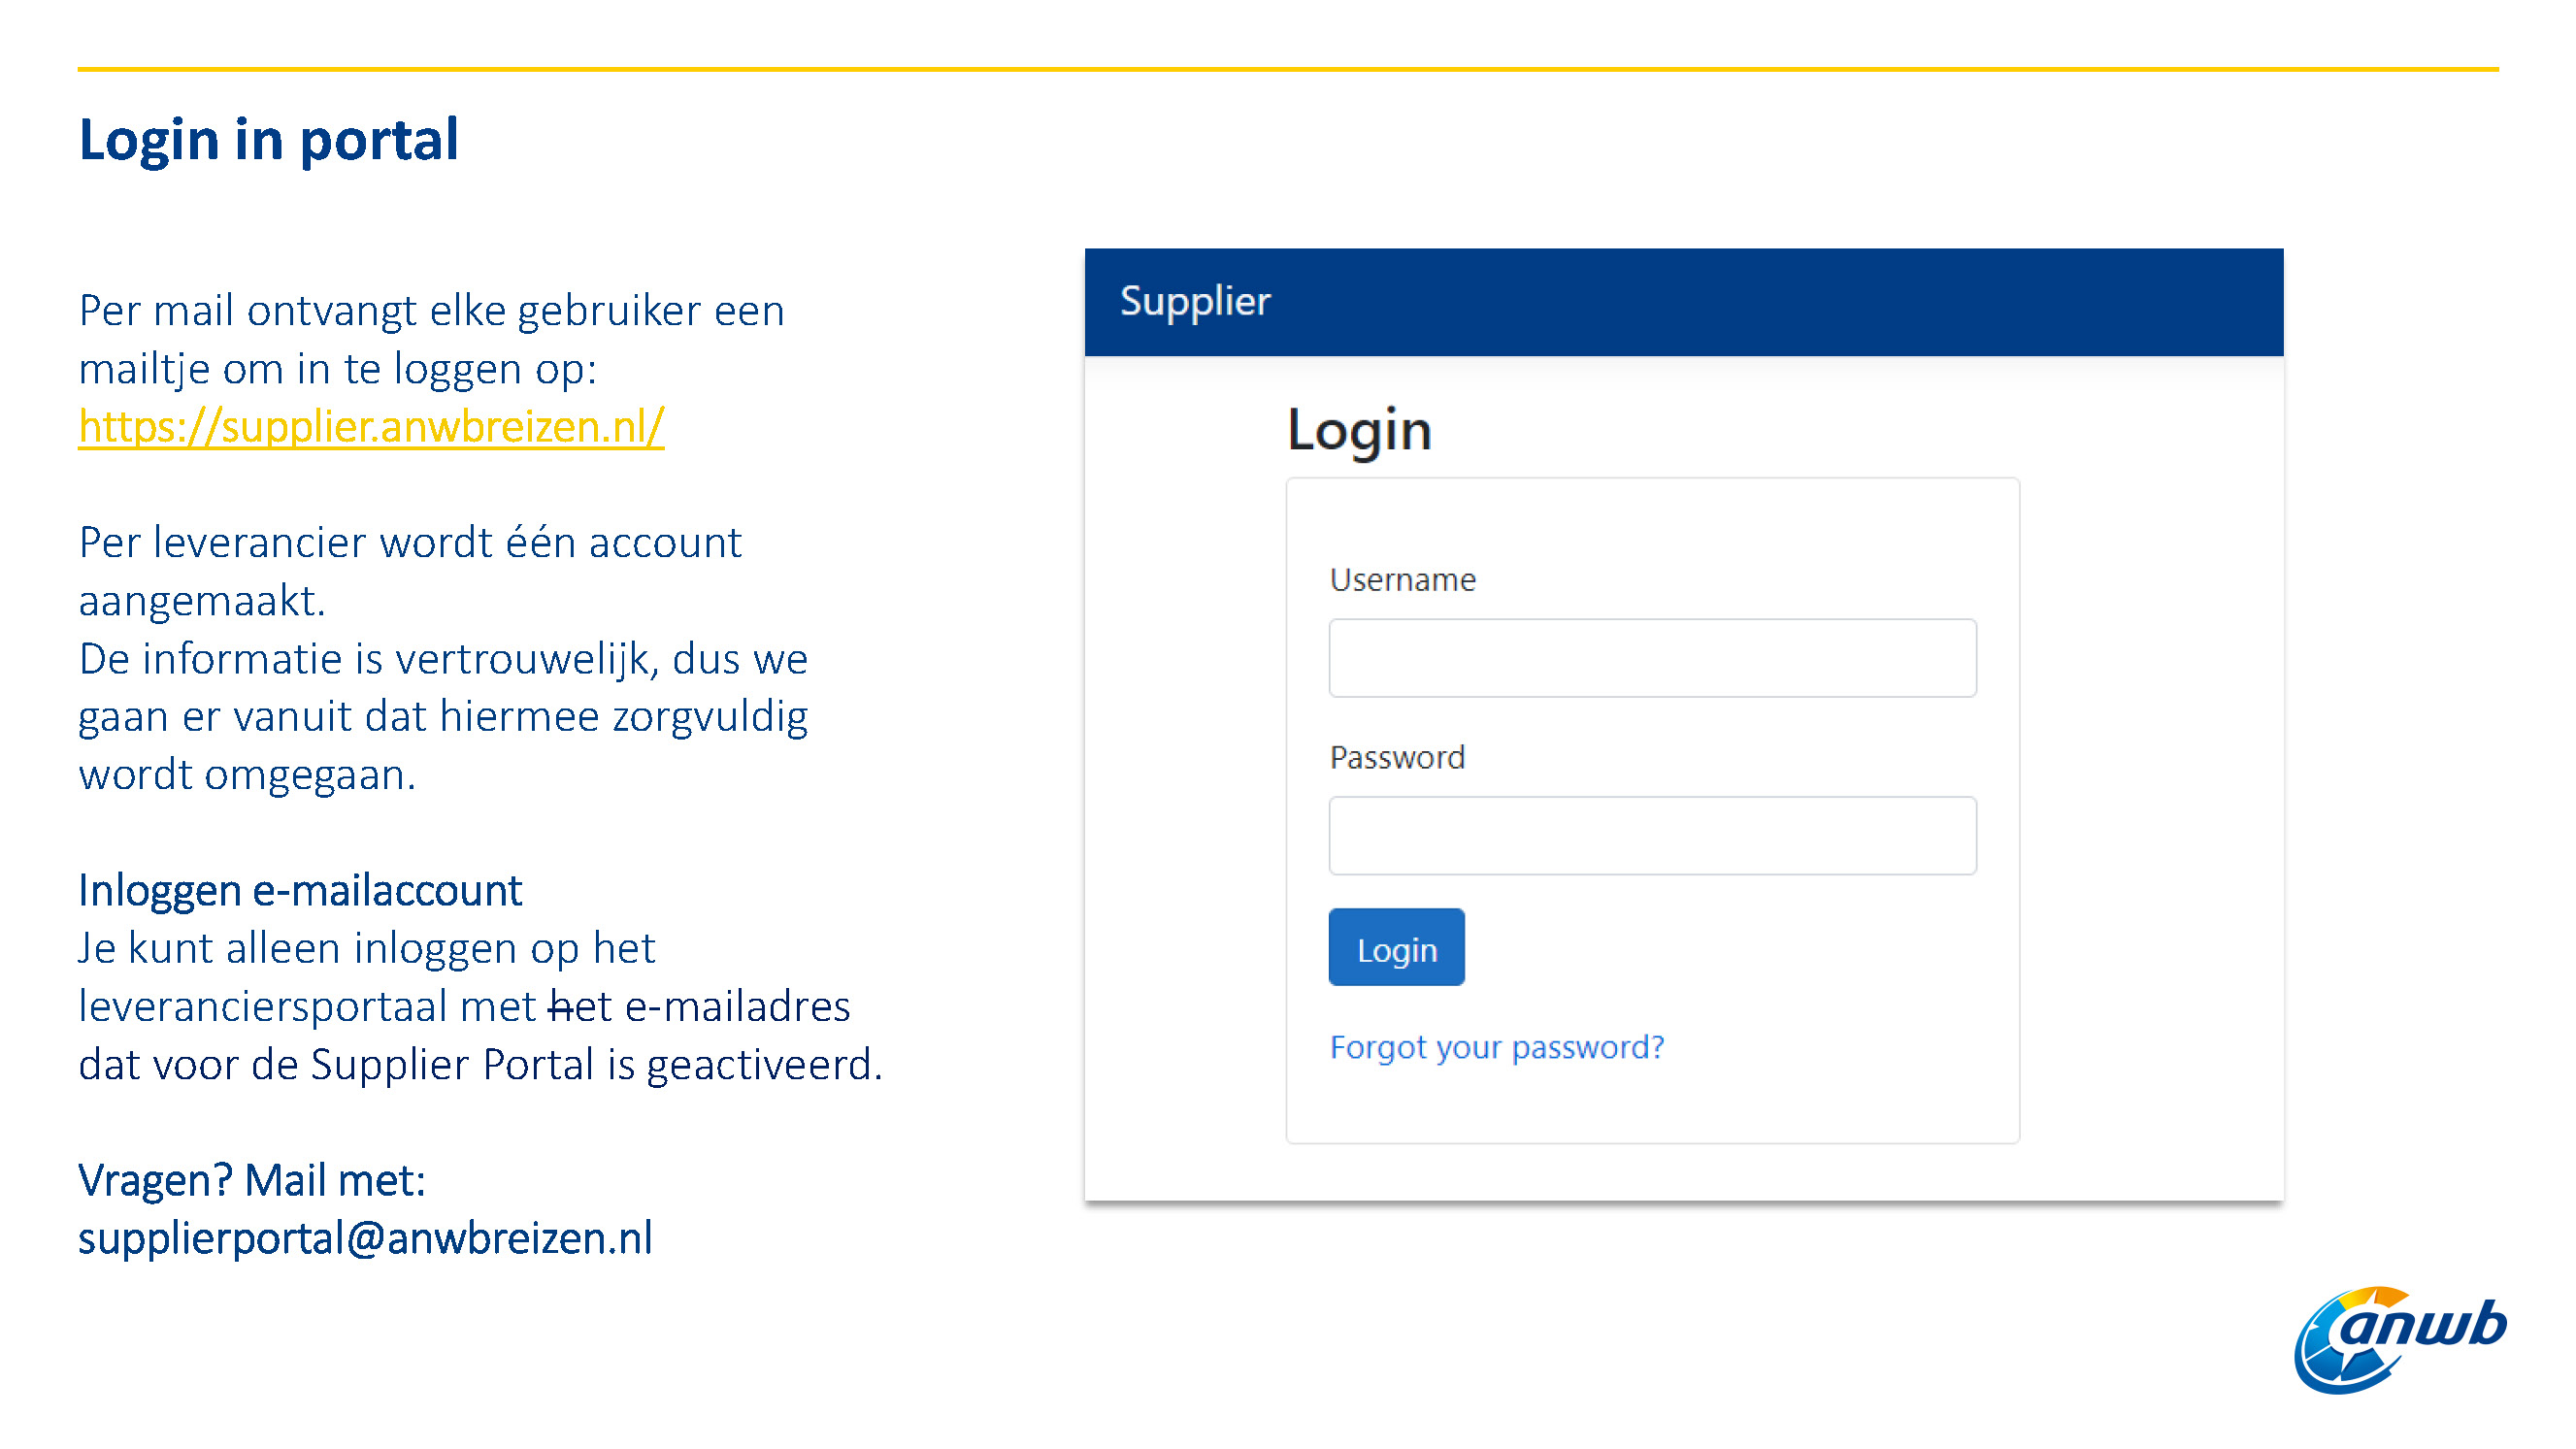 Login in portal
Per mail ontvangt elke gebruiker een
mailtje om in te loggen op:
https://supplier.anwbreizen.nl/
Per leverancier wordt één account
aangemaakt.
De informatie is vertrouwelijk, dus we
gaan er vanuit dat hiermee zorgvuldig
wordt omgegaan.
Inloggen e-mailaccount
Je kunt alleen inloggen op het
leveranciersportaal met het e-mailadres
dat voor de Supplier Portal is geactiveerd.
Vragen? Mail met:
supplierportal@anwbreizen.nl
Supplier
Login
Username
Password
Login
Forgot your password?
anwb